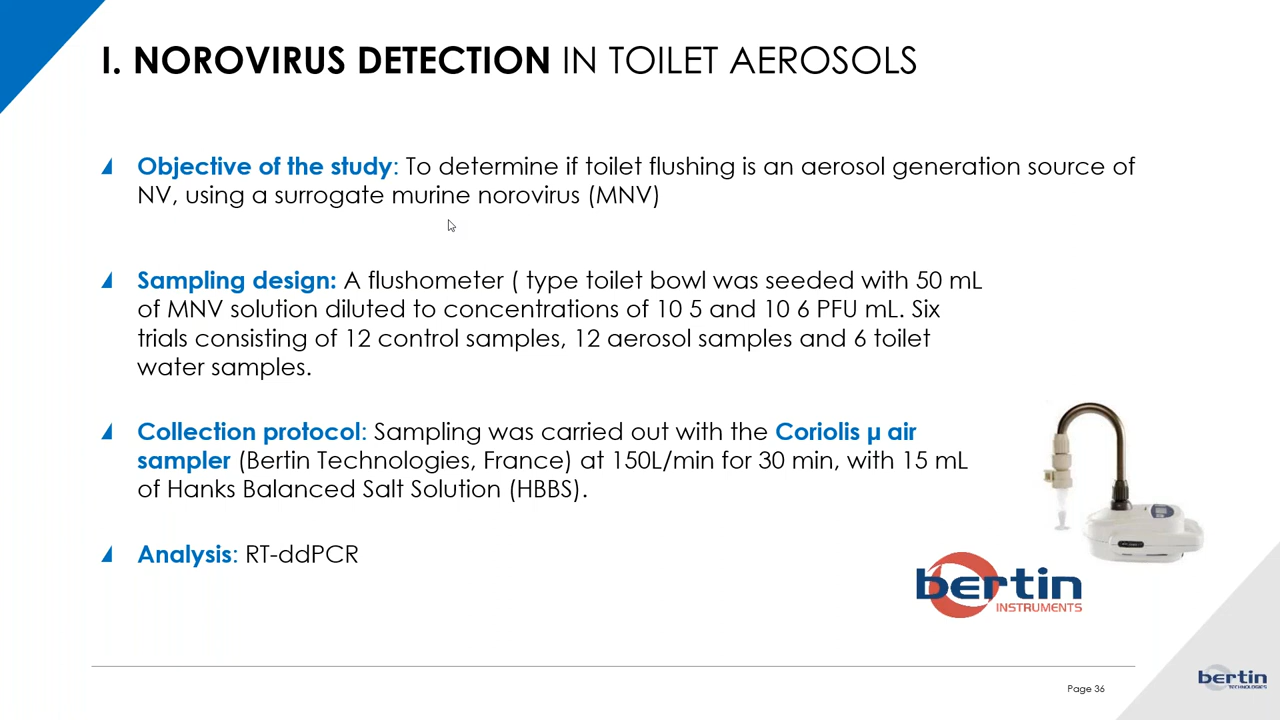 I. NOROVIRUS DETECTION IN TOILET AEROSOLS
Objective of the study: To determine if toilet flushing is an aerosol generation source of
NV, using a surrogate murine norovirus (MNV)
Sampling design: A flushometer ( type toilet bowl was seeded with 50 mL
of MNV solution diluted to concentrations of 10 5 and 10 6 PFU mL. Six
trials consisting of 12 control samples, 12 aerosol samples and 6 toilet
water samples.
Collection protocol: Sampling was carried out with the Coriolis µ air
sampler (Bertin Technologies, France) at 150L/min for 30 min, with 15 mL
of Hanks Balanced Salt Solution (HBBS).
Analysis: RT-ddPCR
bertin
INSTRUMENTS
Page 36
bertin
TECHNOLOGIES